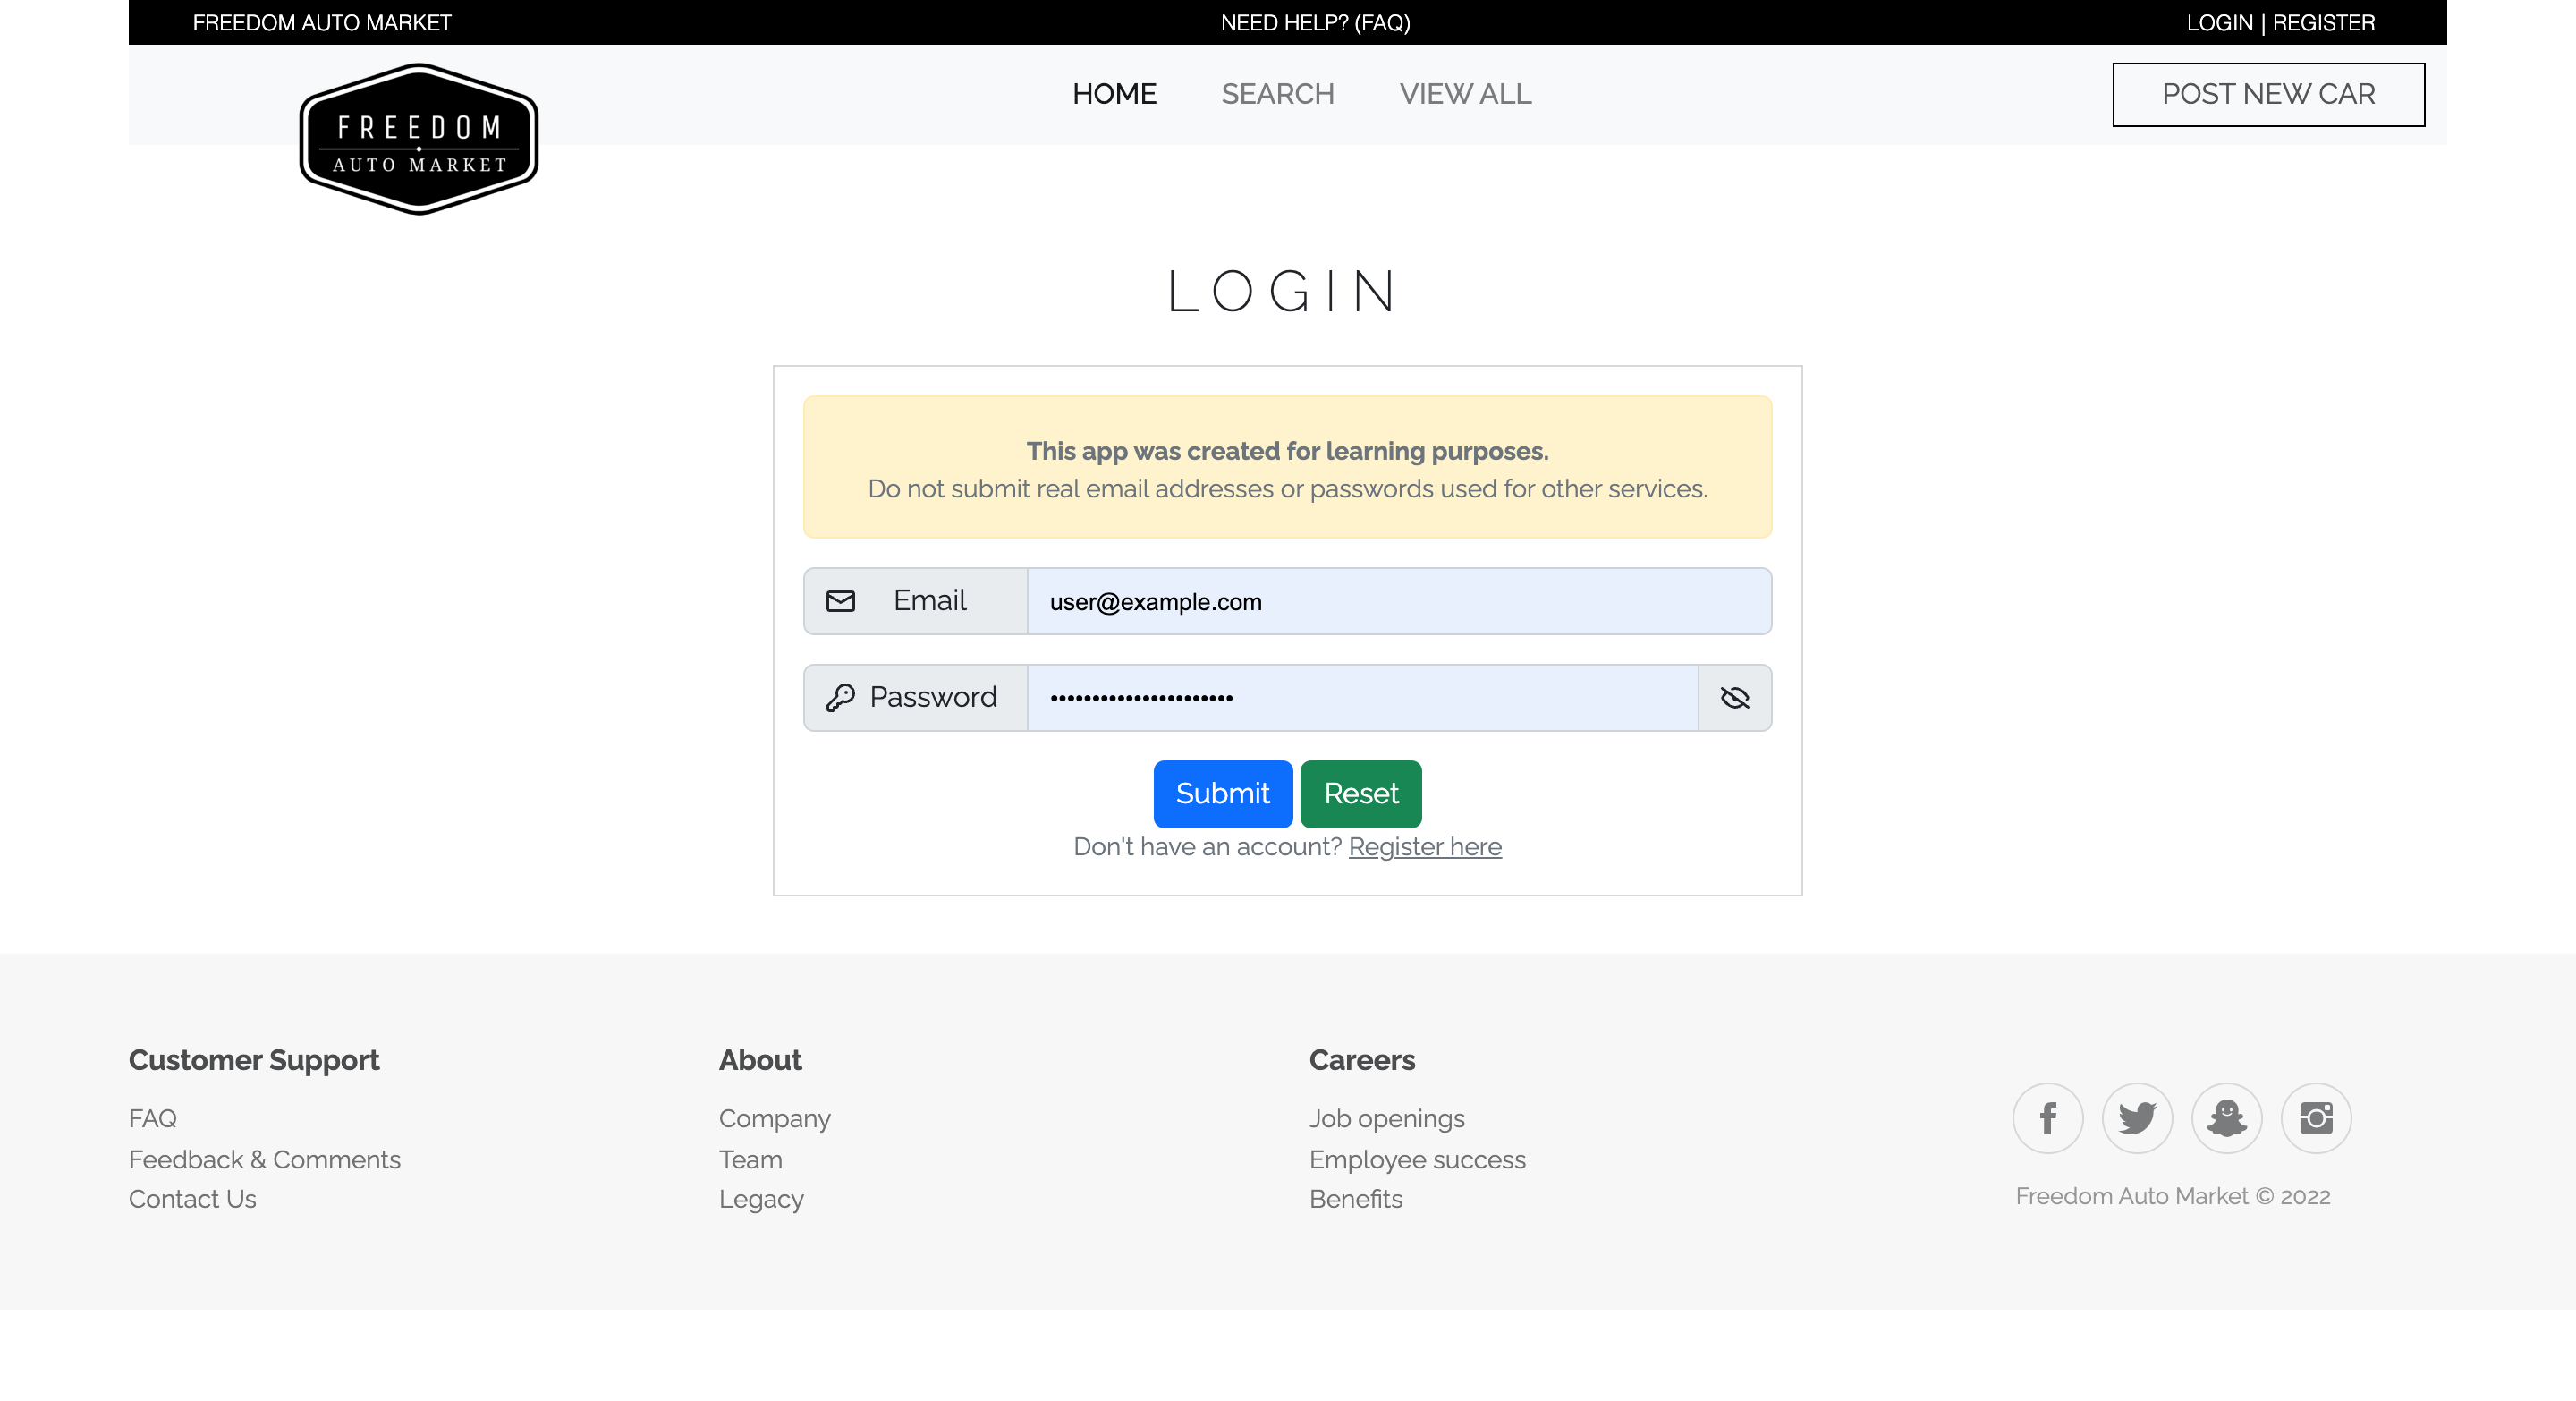 FREEDOM AUTO MARKET
NEED HELP? (FAQ)
LOGIN | REGISTER
FREEDOM
AUTO MARKET
HOME
SEARCH
VIEW ALL
POST NEW CAR
LOGIN
This app was created for learning purposes.
Do not submit real email addresses or passwords used for other services.
Email
user@example.com
Password
••••••••••••••••••••••
Submit
Reset
Don't have an account? Register here
Customer Support
FAQ
Feedback & Comments
Contact Us
About
Company
Team
Legacy
Careers
Job openings
Employee success
Benefits
Freedom Auto Market © 2022